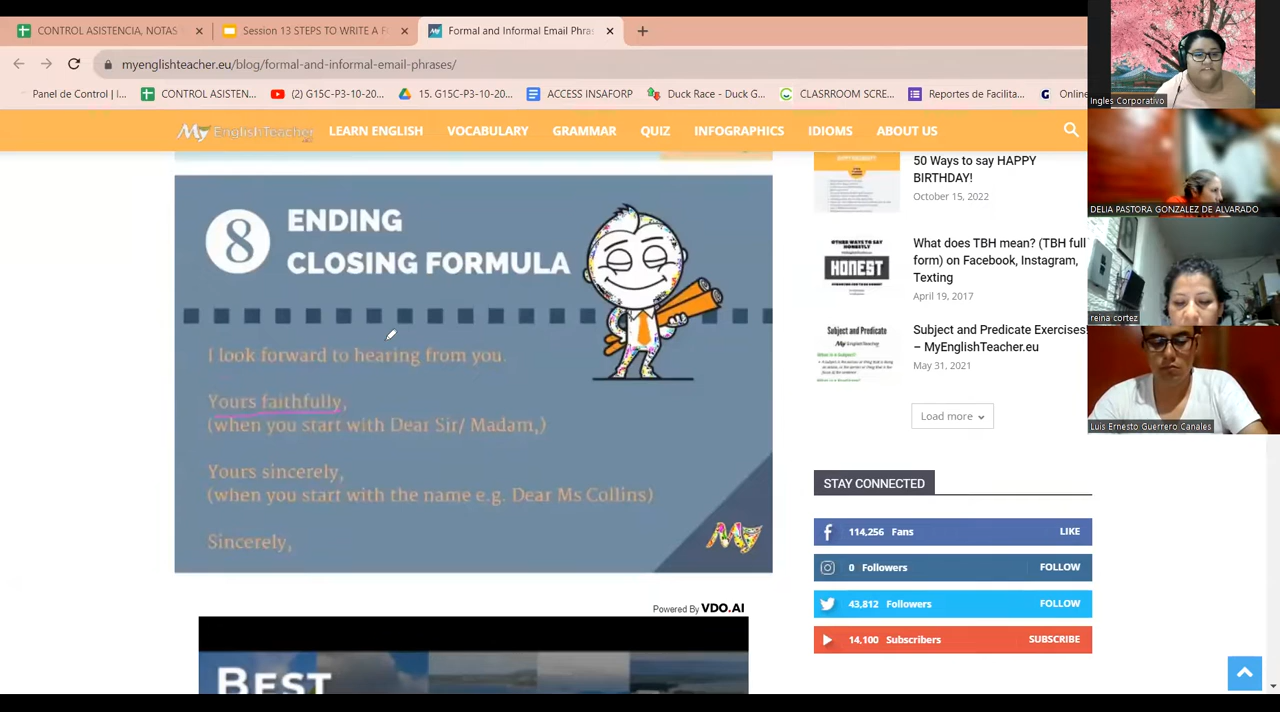 CONTROL ASISTENCIA, NOTAS
Session 13 STEPS TO WRITE A F
Formal and Informal Email Phras
myenglishteacher.eu/blog/formal-and-informal-email-phrases/
Panel de Control | I...
CONTROL ASISTEN...
(2) G15C-P3-10-20...
15. G15C-P3-10-20...
ACCESS INSAFORP
Duck Race - Duck G...
CLASRROOM SCRE...
Reportes de Facilita...
Online
My EnglishTeacher
LEARN ENGLISH
VOCABULARY
GRAMMAR
QUIZ
INFOGRAPHICS
IDIOMS
ABOUT US
8
ENDING
CLOSING FORMULA
I look forward to hearing from you.
Yours faithfully,
(when you start with Dear Sir/ Madam,)
Yours sincerely,
(when you start with the name e.g. Dear Ms Collins)
Sincerely,
My
Powered By VDO.AI
BEST
50 Ways to say HAPPY
BIRTHDAY!
October 15, 2022
HONEST
What does TBH mean? (TBH full
form) on Facebook, Instagram,
Texting
April 19, 2017
Subject and Predicate
Subject and Predicate Exercises
– MyEnglishTeacher.eu
May 31, 2021
Load more
STAY CONNECTED
114,256 Fans
LIKE
0 Followers
FOLLOW
43,812 Followers
FOLLOW
14,100 Subscribers
SUBSCRIBE
Ingles Corporativo
DELIA PASTORA GONZALEZ DE ALVARADO
reina cortez
Luis Ernesto Guerrero Canales